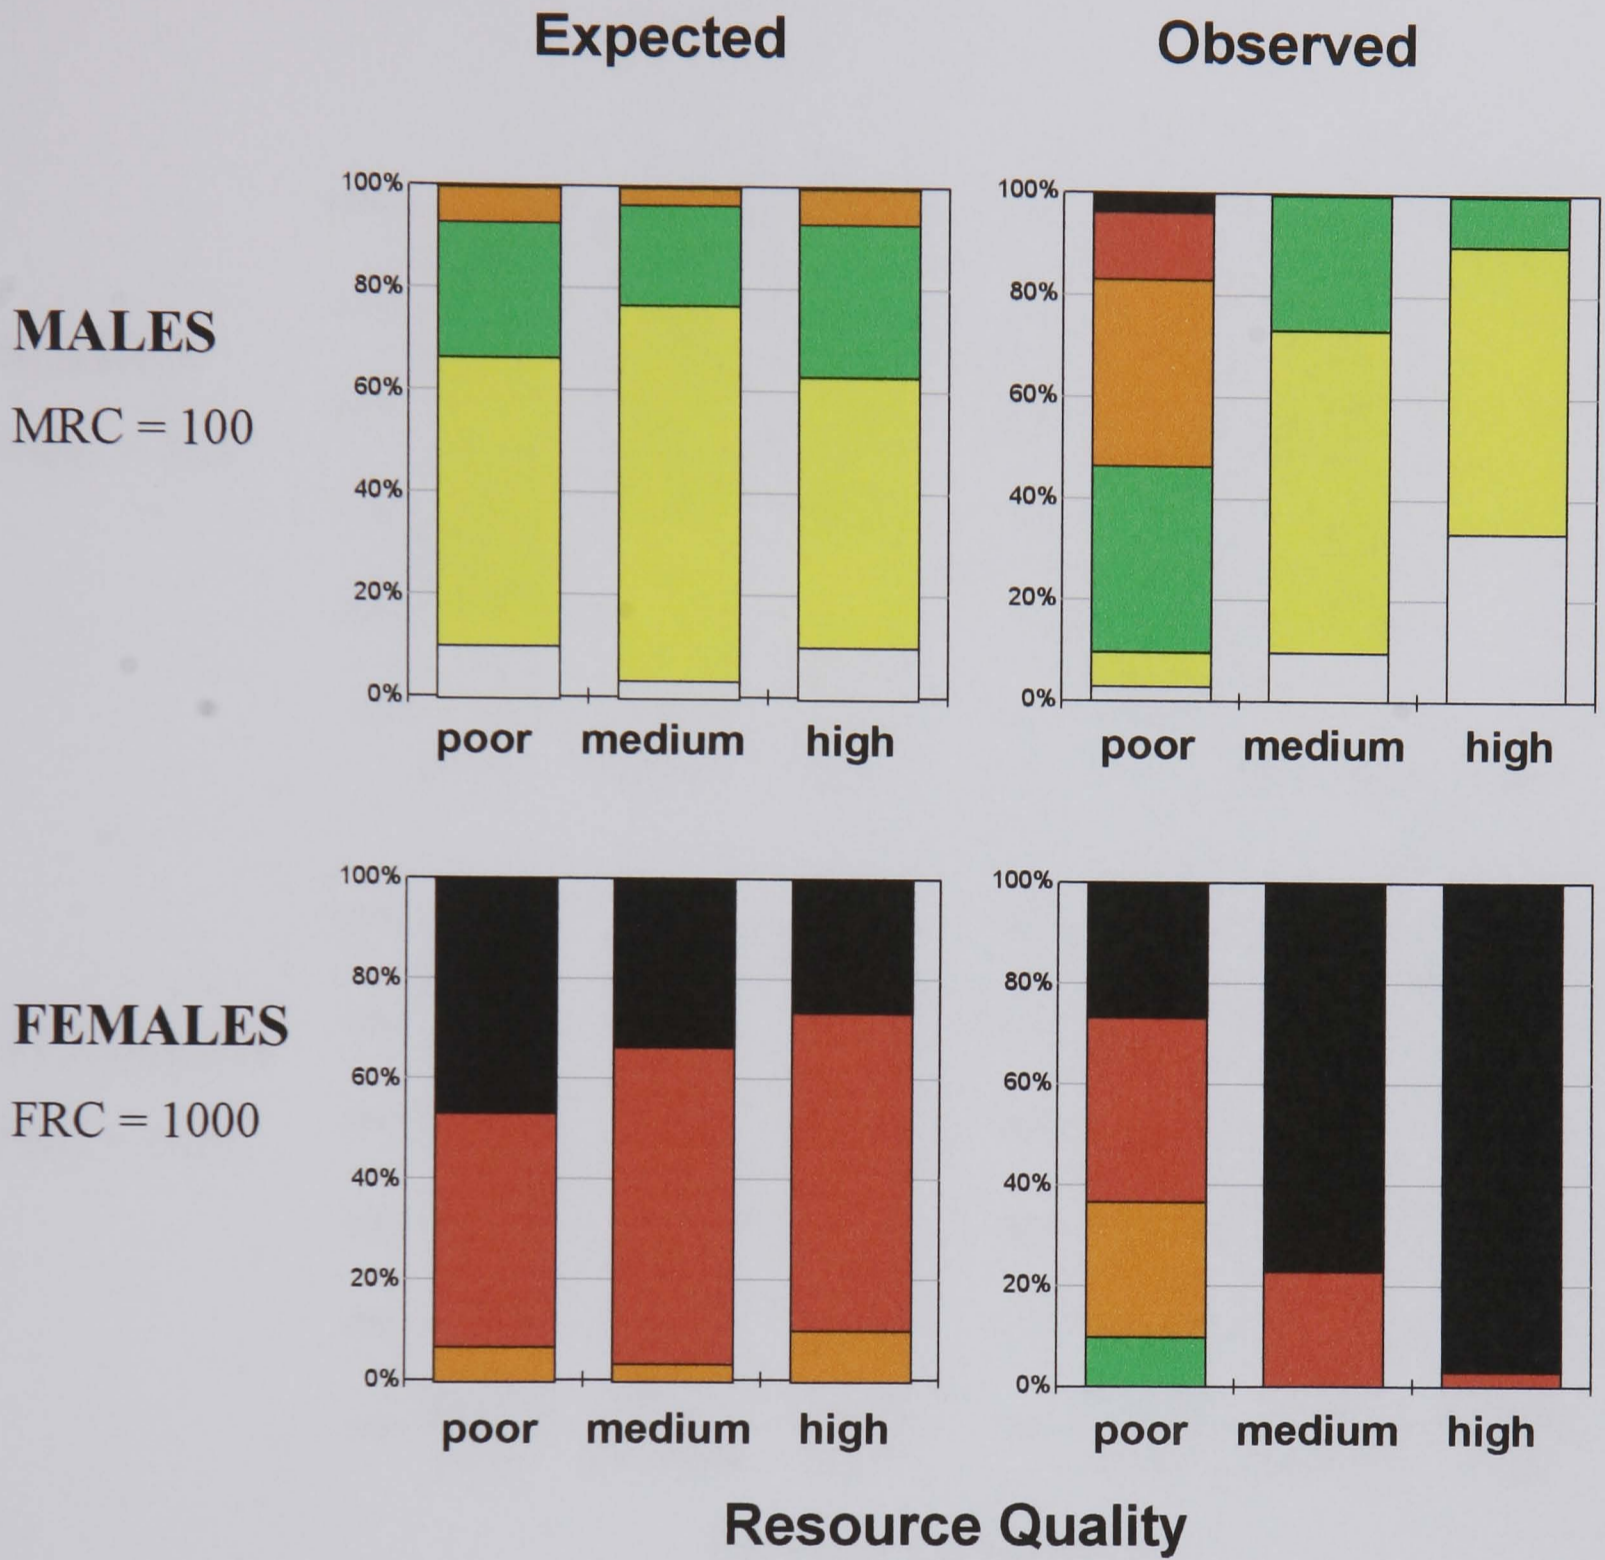 Expected Observed
100% 100%
80% 80%
MALES
60% 60%
MRC = 100
40% 40%
20% 20%
0% 0%
poor medium high poor medium high
100% 100%
80% 80%
FEMALES
60% 60%
FRC = 1000
40% 40%
20% 20%
0% 0%
poor medium high poor medium high
Resource Quality